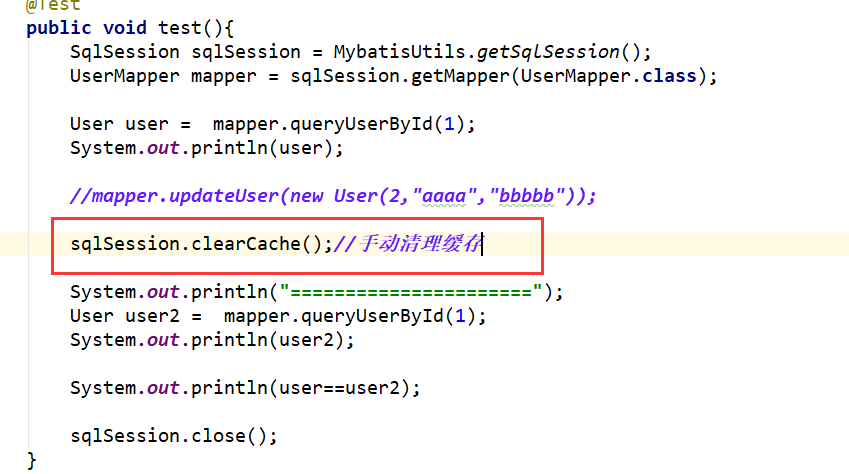 @Test
public void test(){
SqlSession sqlSession = MybatisUtils.getSqlSession();
UserMapper mapper = sqlSession.getMapper(UserMapper.class);
User user =  mapper.queryUserById(1);
System.out.println(user);
//mapper.updateUser(new User(2,"aaaa","bbbbb"));
sqlSession.clearCache();//手动清理缓存
System.out.println("======================");
User user2 =  mapper.queryUserById(1);
System.out.println(user2);
System.out.println(user==user2);
sqlSession.close();
}